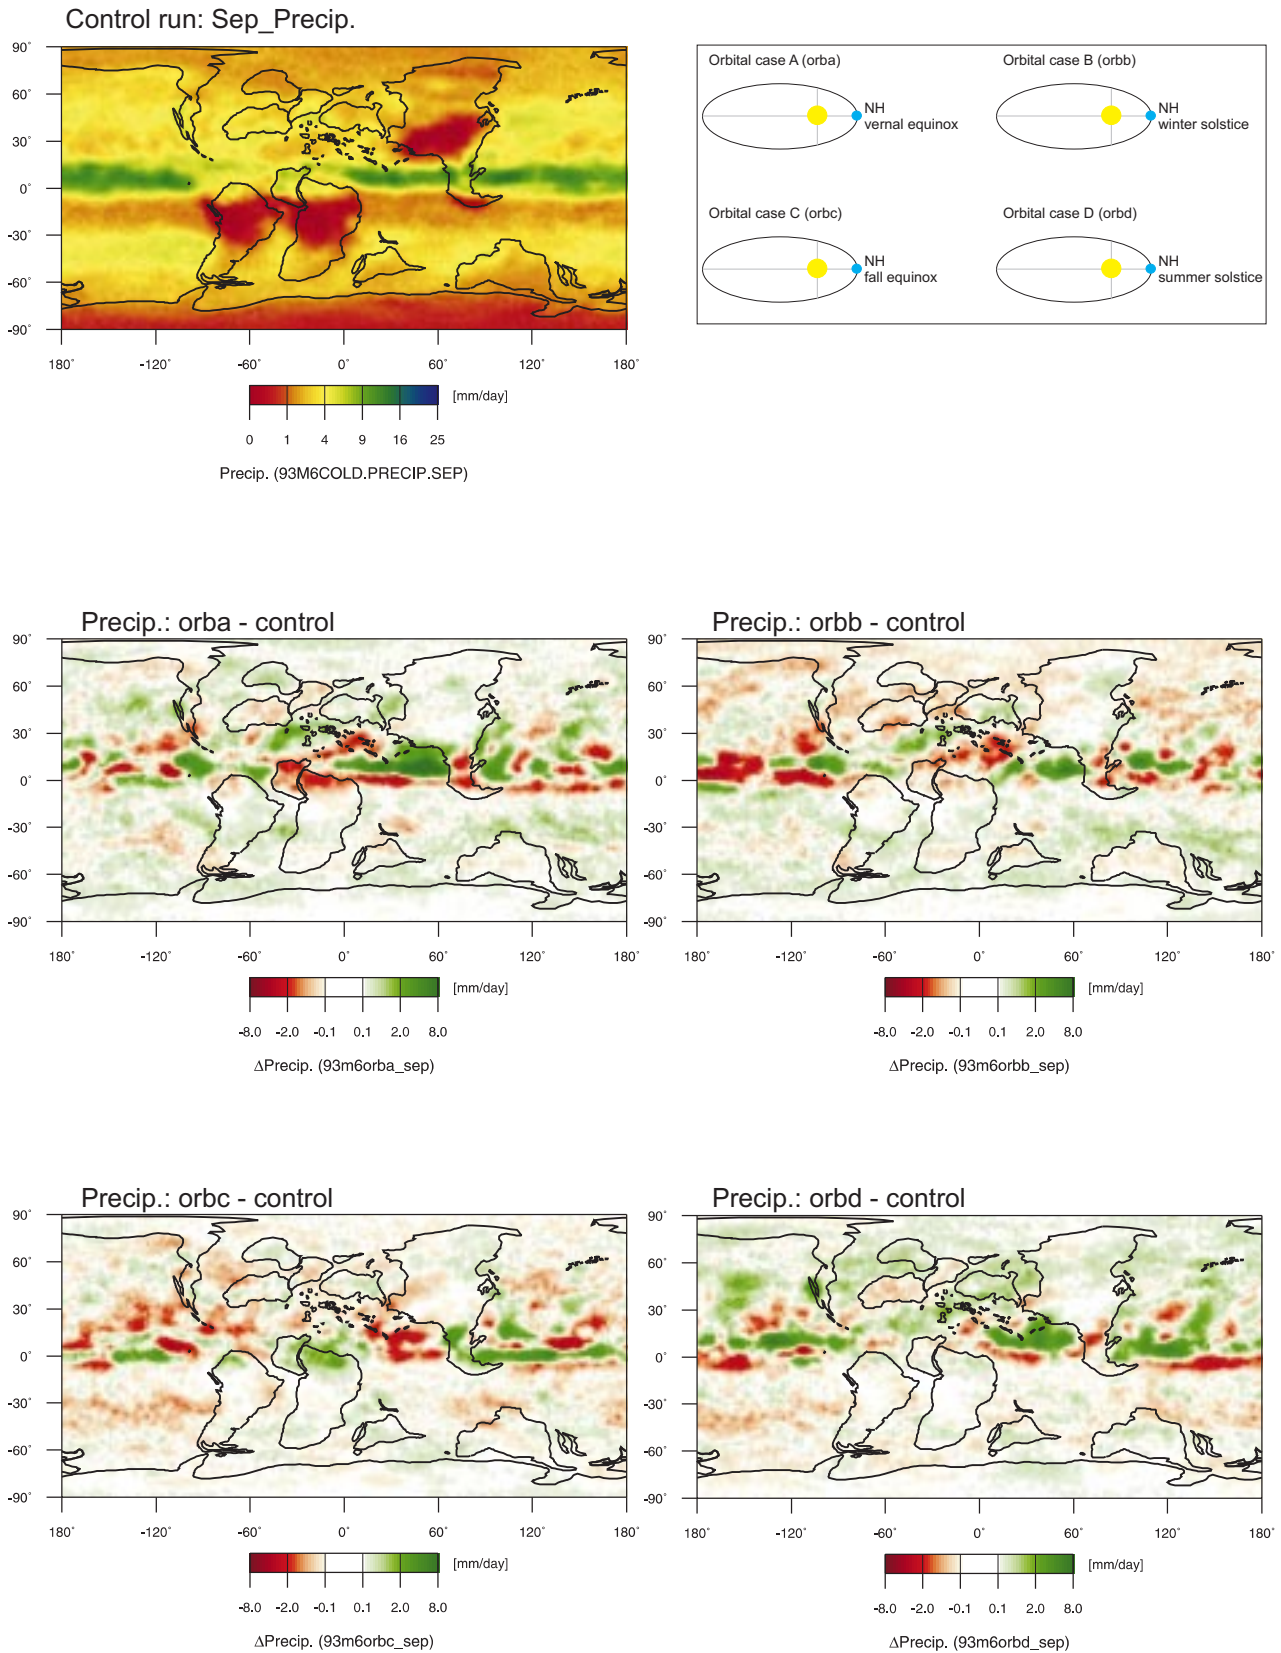 Control run: Sep_Precip.
90˚
60˚
30˚
0˚
-30˚
-60˚
-90˚
180˚ -120˚ -60˚ 0˚ 60˚ 120˚ 180˚
[mm/day]
0 1 4 9 16 25
Precip. (93M6COLD.PRECIP.SEP)
Orbital case A (orba)
NH
vernal equinox
Orbital case B (orbb)
NH
winter solstice
Orbital case C (orbc)
NH
fall equinox
Orbital case D (orbd)
NH
summer solstice
Precip.: orba - control
90˚
60˚
30˚
0˚
-30˚
-60˚
-90˚
180˚ -120˚ -60˚ 0˚ 60˚ 120˚ 180˚
[mm/day]
-8.0 -2.0 -0.1 0.1 2.0 8.0
ΔPrecip. (93m6orba_sep)
Precip.: orbb - control
90˚
60˚
30˚
0˚
-30˚
-60˚
-90˚
180˚ -120˚ -60˚ 0˚ 60˚ 120˚ 180˚
[mm/day]
-8.0 -2.0 -0.1 0.1 2.0 8.0
ΔPrecip. (93m6orbb_sep)
Precip.: orbc - control
90˚
60˚
30˚
0˚
-30˚
-60˚
-90˚
180˚ -120˚ -60˚ 0˚ 60˚ 120˚ 180˚
[mm/day]
-8.0 -2.0 -0.1 0.1 2.0 8.0
ΔPrecip. (93m6orbc_sep)
Precip.: orbd - control
90˚
60˚
30˚
0˚
-30˚
-60˚
-90˚
180˚ -120˚ -60˚ 0˚ 60˚ 120˚ 180˚
[mm/day]
-8.0 -2.0 -0.1 0.1 2.0 8.0
ΔPrecip. (93m6orbd_sep)